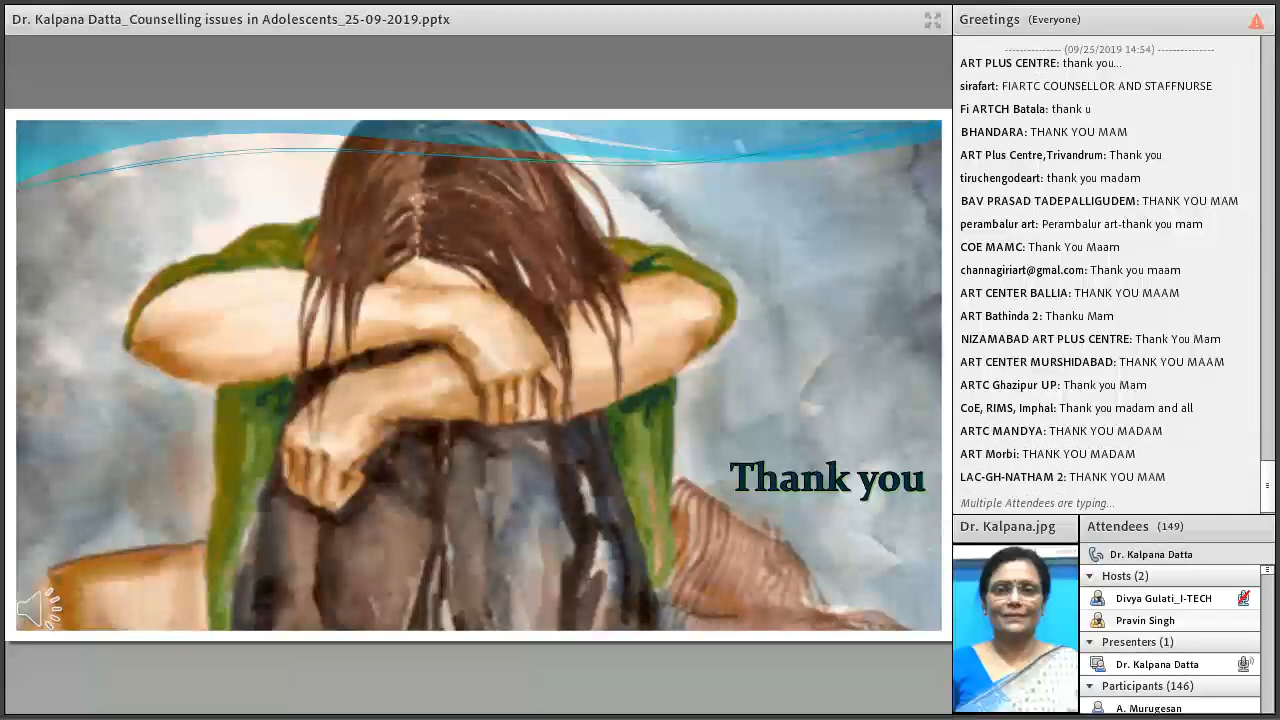 Dr. Kalpana Datta_Counselling issues in Adolescents_25-09-2019.pptx
Thank you
Greetings (Everyone)
--------------- (09/25/2019 14:54) ---------------
ART PLUS CENTRE: thank you...
sirafart: FIARTC COUNSELLOR AND STAFFNURSE
Fi ARTCH Batala: thank u
BHANDARA: THANK YOU MAM
ART Plus Centre,Trivandrum: Thank you
tiruchengodeart: thank you madam
BAV PRASAD TADEPALLIGUDEM: THANK YOU MAM
perambalur art: Perambalur art-thank you mam
COE MAMC: Thank You Maam
channagiriart@gmal.com: Thank you maam
ART CENTER BALLIA: THANK YOU MAAM
ART Bathinda 2: Thanku Mam
NIZAMABAD ART PLUS CENTRE: Thank You Mam
ART CENTER MURSHIDABAD: THANK YOU MAAM
ARTC Ghazipur UP: Thank you Mam
CoE, RIMS, Imphal: Thank you madam and all
ARTC MANDYA: THANK YOU MADAM
ART Morbi: THANK YOU MADAM
LAC-GH-NATHAM 2: THANK YOU MAM
Multiple Attendees are typing...
Dr. Kalpana.jpg
Attendees (149)
Dr. Kalpana Datta
Hosts (2)
Divya Gulati_I-TECH
Pravin Singh
Presenters (1)
Dr. Kalpana Datta
Participants (146)
A. Murugesan